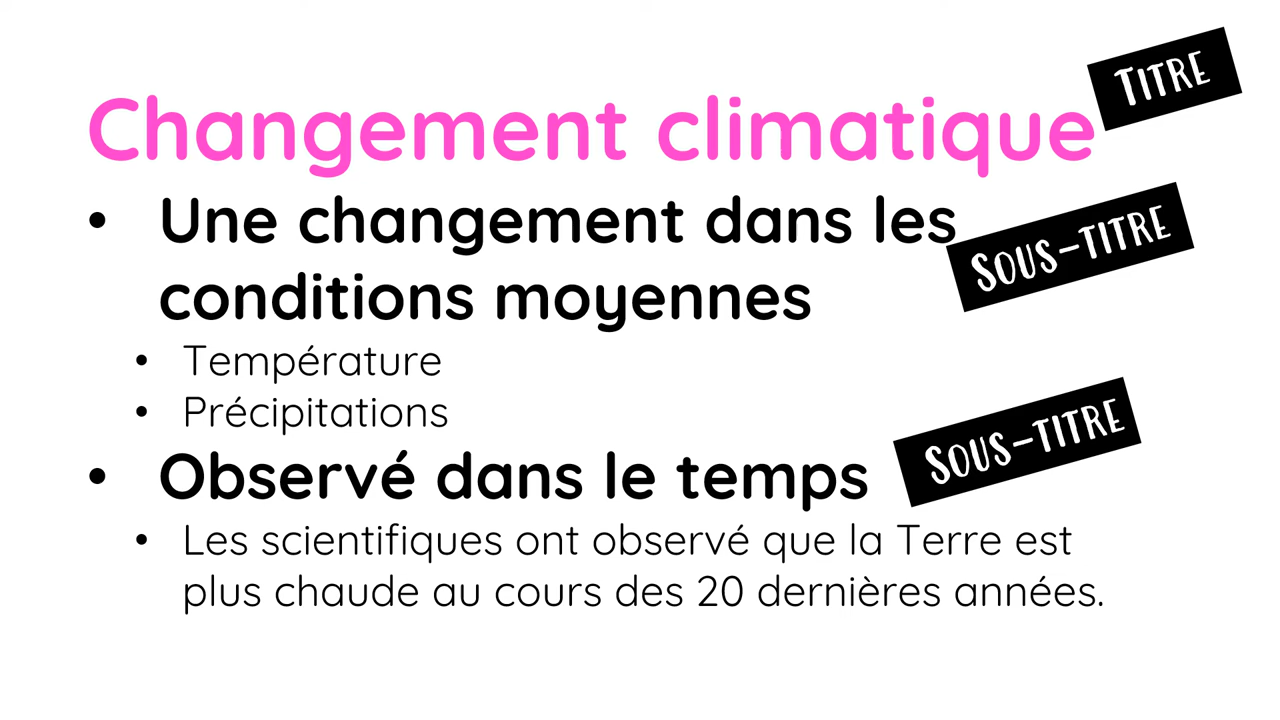 Titre
Changement climatique
• Une changement dans les
conditions moyennes
Sous-titre
• Température
• Précipitations
• Observé dans le temps
Sous-titre
• Les scientifiques ont observé que la Terre est
plus chaude au cours des 20 dernières années.